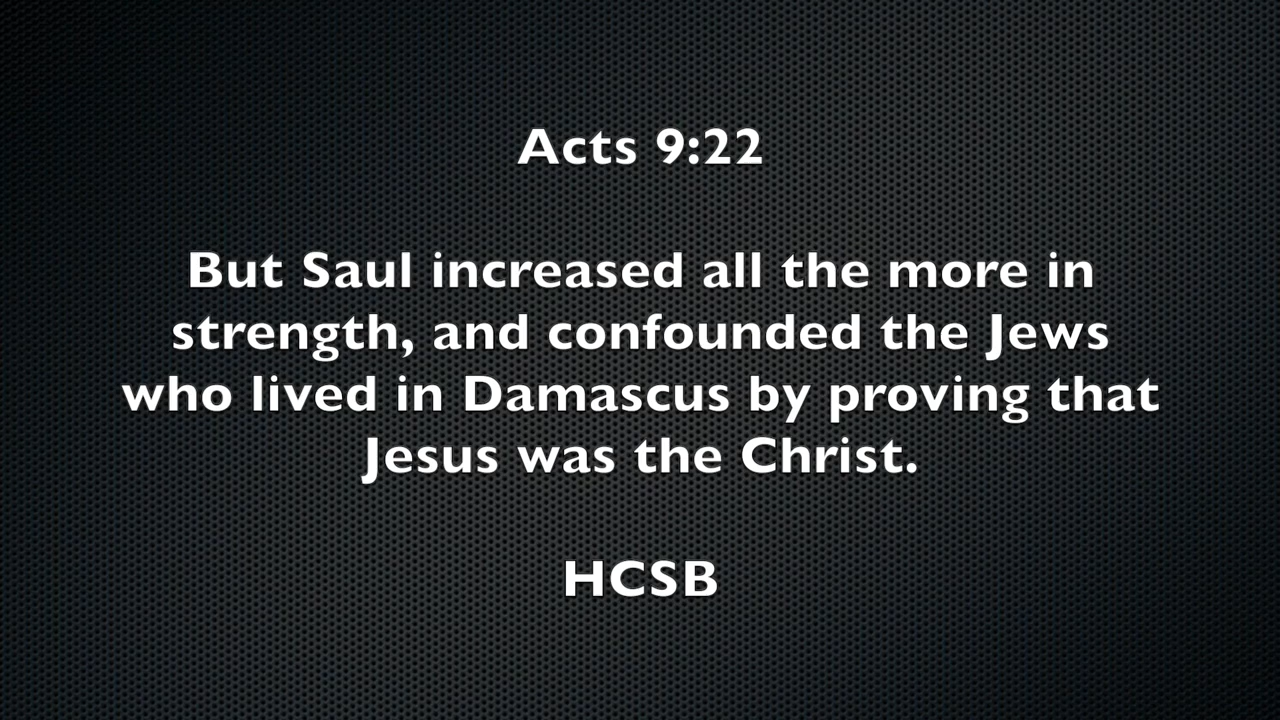 Acts 9:22
But Saul increased all the more in
strength, and confounded the Jews
who lived in Damascus by proving that
Jesus was the Christ.
HCSB